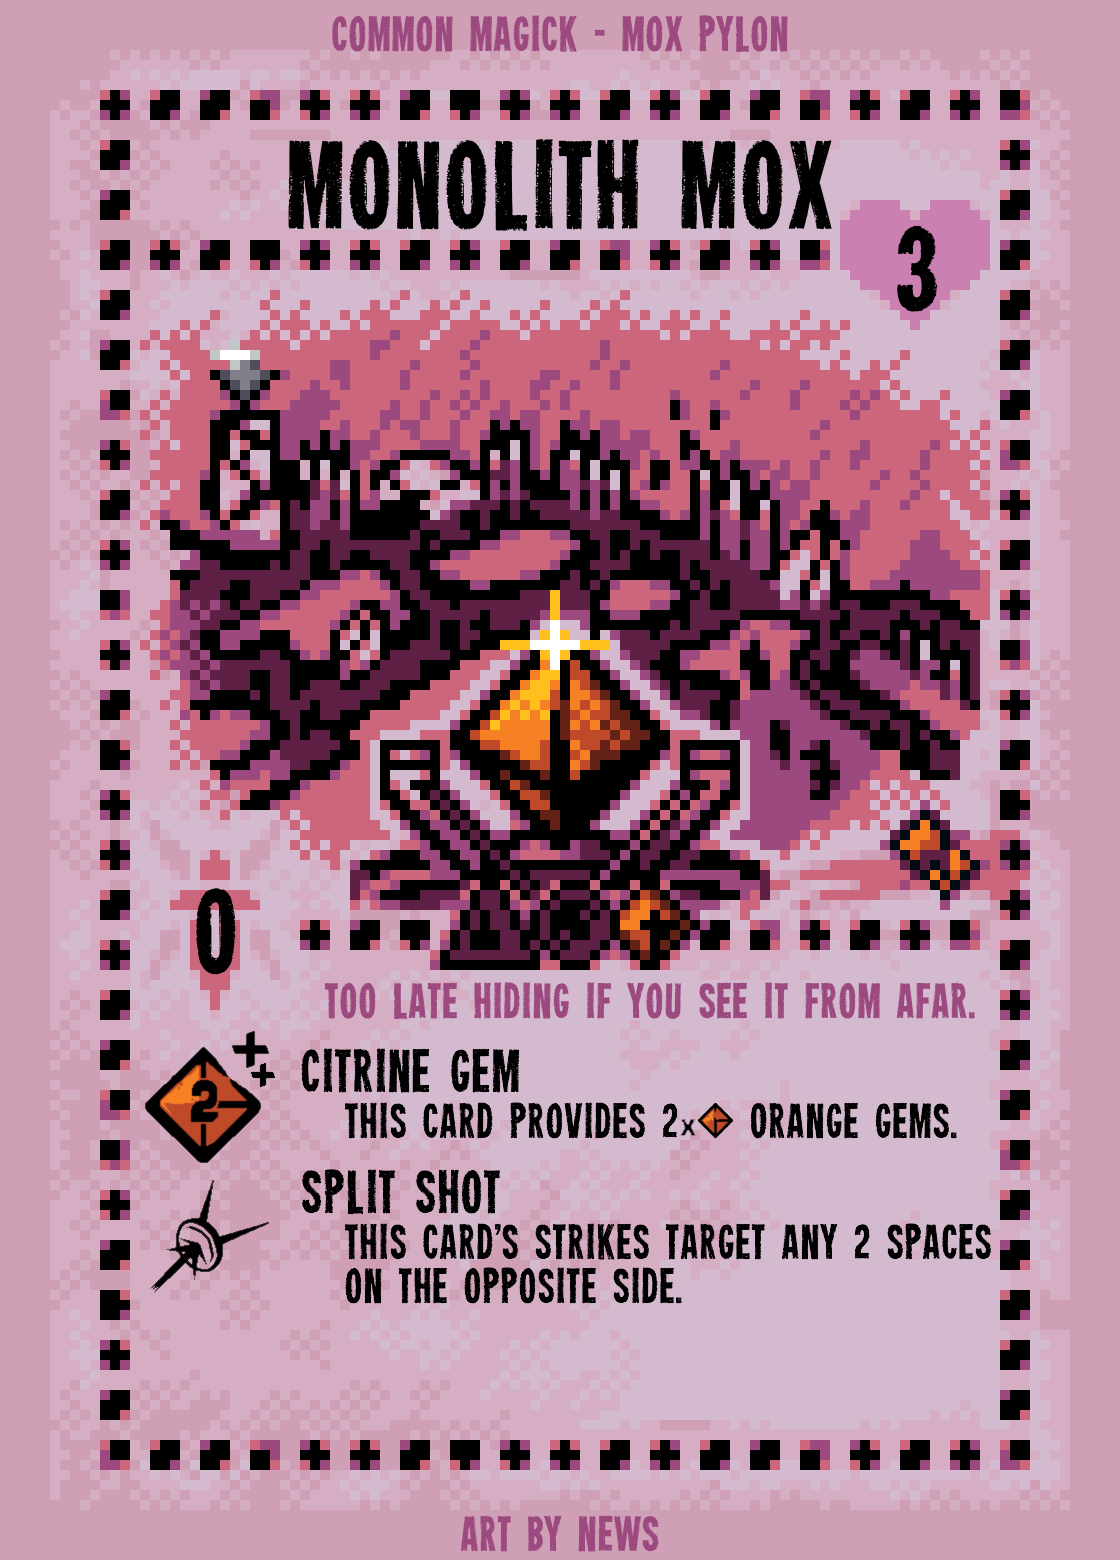 COMMON MAGICK - MOX PYLON
MONOLITH MOX
3
0
TOO LATE HIDING IF YOU SEE IT FROM AFAR.
2
CITRINE GEM
THIS CARD PROVIDES 2x ORANGE GEMS.
SPLIT SHOT
THIS CARD'S STRIKES TARGET ANY 2 SPACES
ON THE OPPOSITE SIDE.
ART BY NEWS